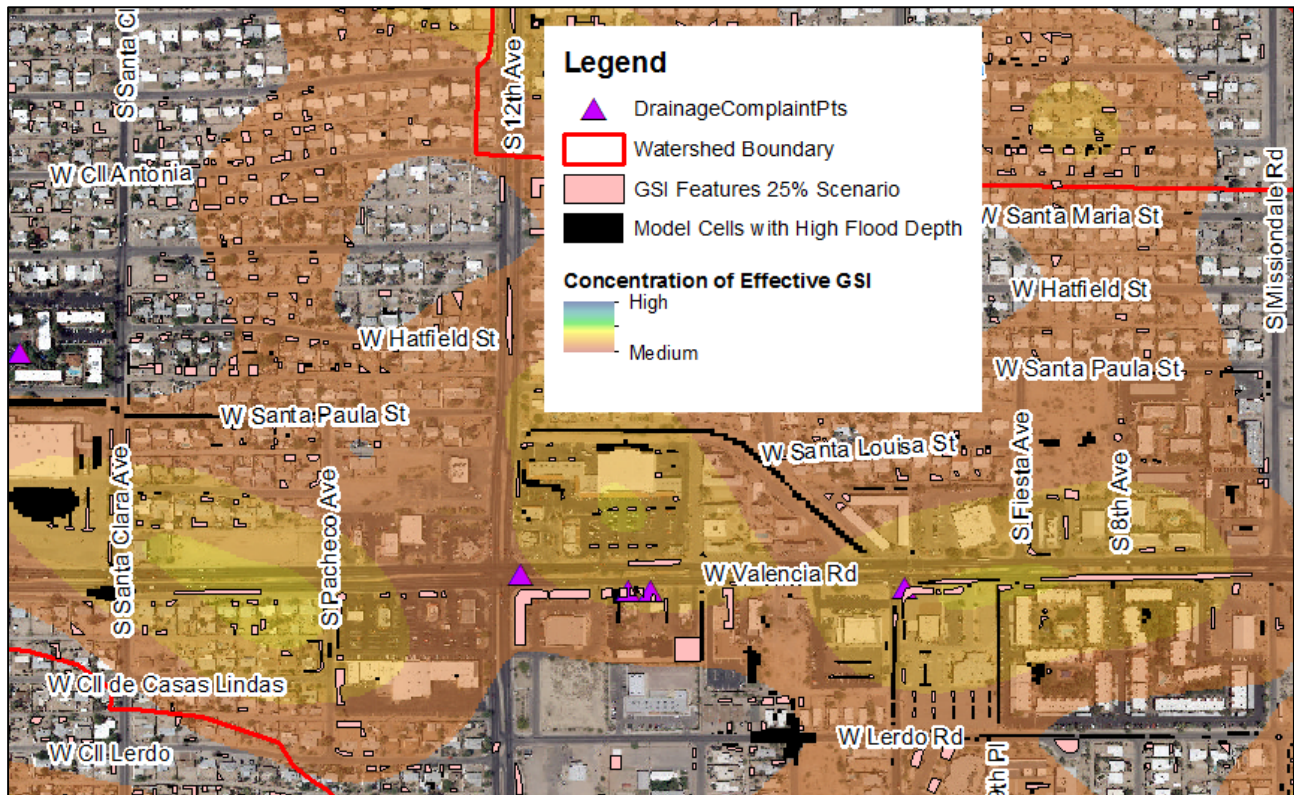 S Santa Cl
S 12th Ave
Legend
DrainageComplaintPts
Watershed Boundary
GSI Features 25% Scenario
Model Cells with High Flood Depth
Concentration of Effective GSI
High
Medium
W Cll Antonia
W Santa Maria St
S Missiondale Rd
W Hatfield St
W Hatfield St
W Santa Paula St
W Santa Paula St
W Santa Louisa St
S Fiesta Ave
S 8th Ave
S Santa Clara Ave
S Pacheco Ave
W Valencia Rd
W Cll de Casas Lindas
W Cll Lerdo
W Lerdo Rd
9th Pl